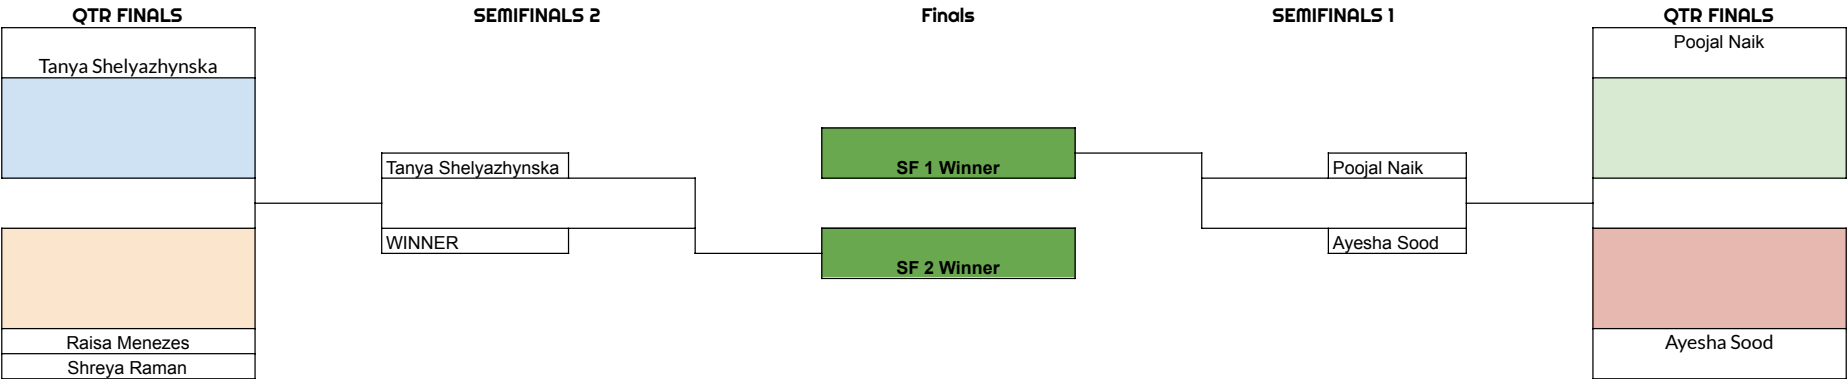 QTR FINALS
SEMIFINALS 2
Finals
SEMIFINALS 1
QTR FINALS
Tanya Shelyazhynska
Poojal Naik
Tanya Shelyazhynska
SF 1 Winner
Poojal Naik
WINNER
SF 2 Winner
Ayesha Sood
Raisa Menezes
Shreya Raman
Ayesha Sood